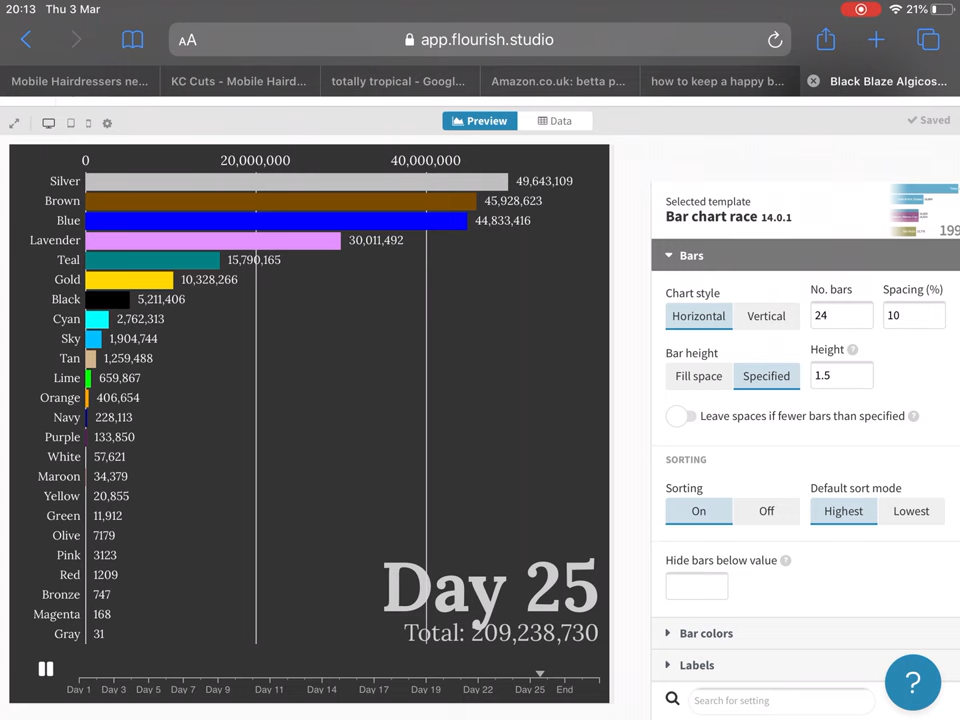 20:13 Thu 3 Mar
21%
AA app.flourish.studio
Mobile Hairdressers ne...
KC Cuts - Mobile Haird...
totally tropical - Googl...
Amazon.co.uk: betta p...
how to keep a happy b...
Black Blaze Algicos...
Preview Data Saved
0 20,000,000 40,000,000
Silver 49,643,109
Brown 45,928,623
Blue 44,833,416
Lavender 30,011,492
Teal 15,790,165
Gold 10,328,266
Black 5,211,406
Cyan 2,762,313
Sky 1,904,744
Tan 1,259,488
Lime 659,867
Orange 406,654
Navy 228,113
Purple 133,850
White 57,621
Maroon 34,379
Yellow 20,855
Green 11,912
Olive 7179
Pink 3123
Red 1209
Bronze 747
Magenta 168
Gray 31
Day 25
Total: 209,238,730
Day 1 Day 3 Day 5 Day 7 Day 9 Day 11 Day 14 Day 17 Day 19 Day 22 Day 25 End
Selected template
Bar chart race 14.0.1
199
Bars
Chart style No. bars Spacing (%)
Horizontal Vertical 24 10
Bar height Height ?
Fill space Specified 1.5
Leave spaces if fewer bars than specified ?
SORTING
Sorting Default sort mode
On Off Highest Lowest
Hide bars below value ?
Bar colors
Labels
Search for setting
?